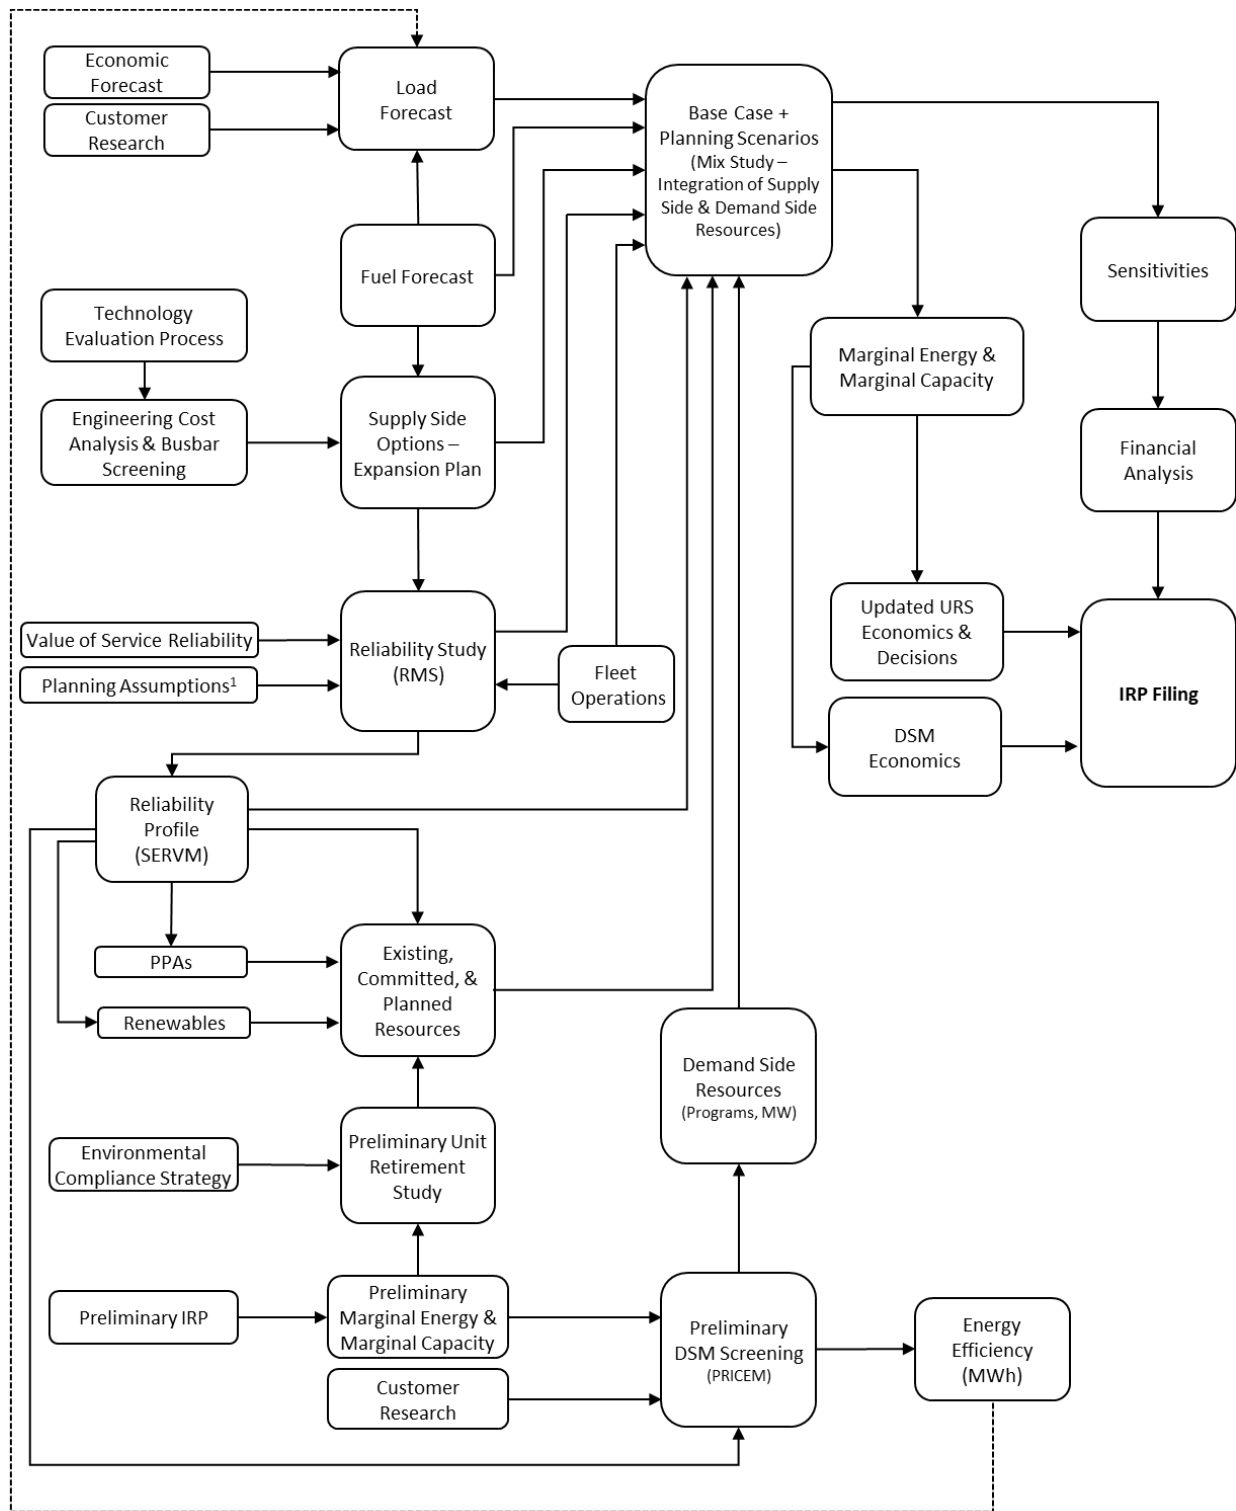 Economic
Forecast
Customer
Research
Load
Forecast
Base Case +
Planning Scenarios
(Mix Study –
Integration of Supply
Side & Demand Side
Resources)
Fuel Forecast
Sensitivities
Technology
Evaluation Process
Marginal Energy &
Marginal Capacity
Engineering Cost
Analysis & Busbar
Screening
Supply Side
Options –
Expansion Plan
Financial
Analysis
Value of Service Reliability
Planning Assumptions¹
Reliability Study
(RMS)
Fleet
Operations
Updated URS
Economics &
Decisions
IRP Filing
DSM
Economics
Reliability
Profile
(SERVM)
PPAs
Renewables
Existing,
Committed, &
Planned
Resources
Demand Side
Resources
(Programs, MW)
Environmental
Compliance Strategy
Preliminary Unit
Retirement
Study
Preliminary IRP
Preliminary
Marginal Energy &
Marginal Capacity
Customer
Research
Preliminary
DSM Screening
(PRICEM)
Energy
Efficiency
(MWh)